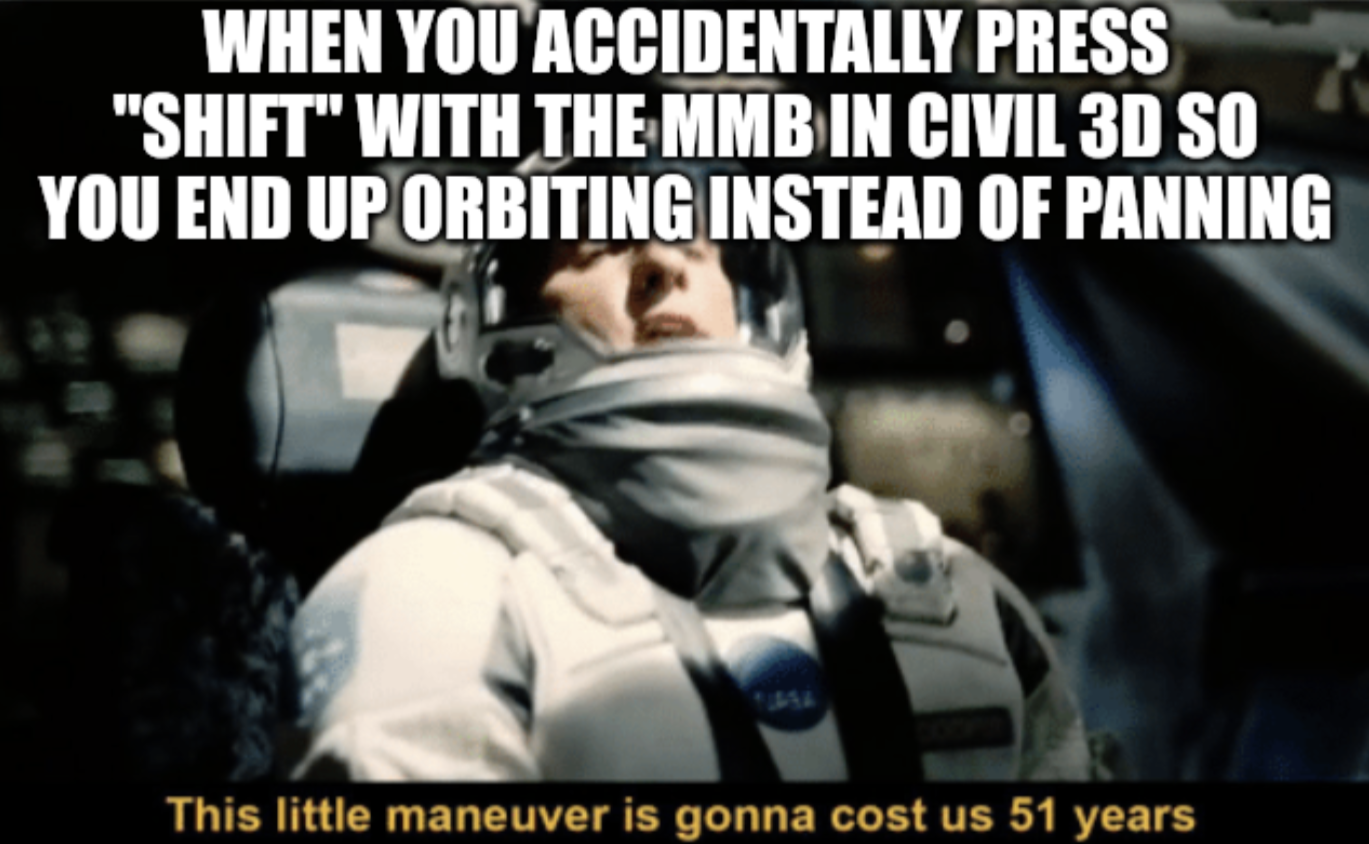 WHEN YOU ACCIDENTALLY PRESS
"SHIFT" WITH THE MMB IN CIVIL 3D SO
YOU END UP ORBITING INSTEAD OF PANNING
NASA
This little maneuver is gonna cost us 51 years